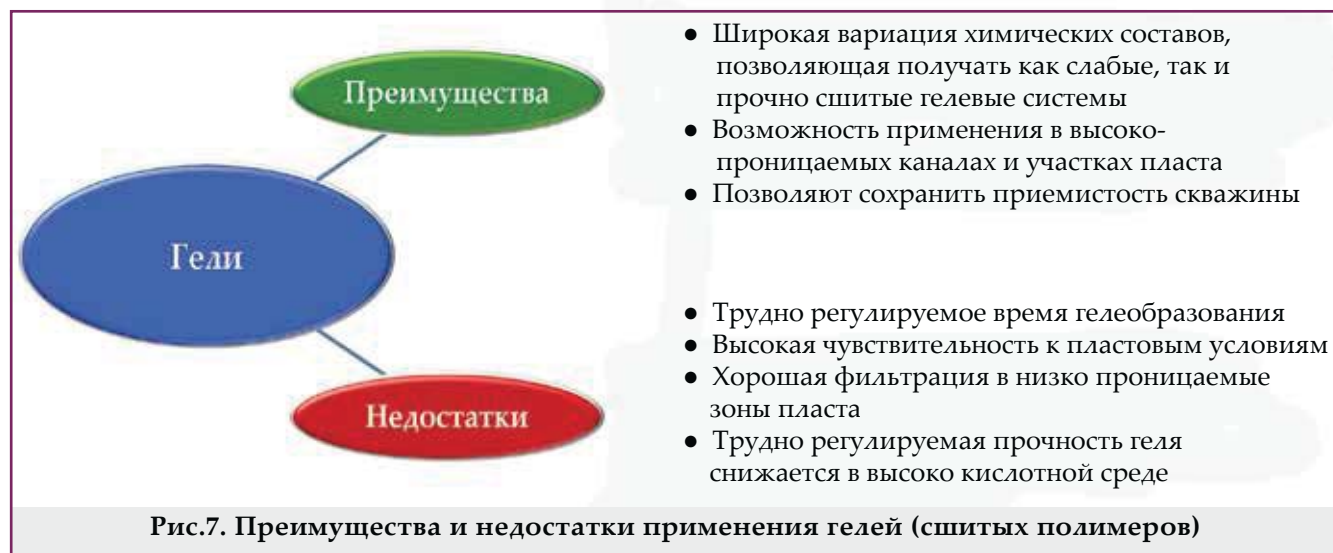 Преимущества
● Широкая вариация химических составов,
позволяющая получать как слабые, так и
прочно сшитые гелевые системы
● Возможность применения в высоко-
проницаемых каналах и участках пласта
● Позволяют сохранить приемистость скважины
Гели
Недостатки
● Трудно регулируемое время гелеобразования
● Высокая чувствительность к пластовым условиям
● Хорошая фильтрация в низко проницаемые
зоны пласта
● Трудно регулируемая прочность геля
снижается в высоко кислотной среде
Рис.7. Преимущества и недостатки применения гелей (сшитых полимеров)